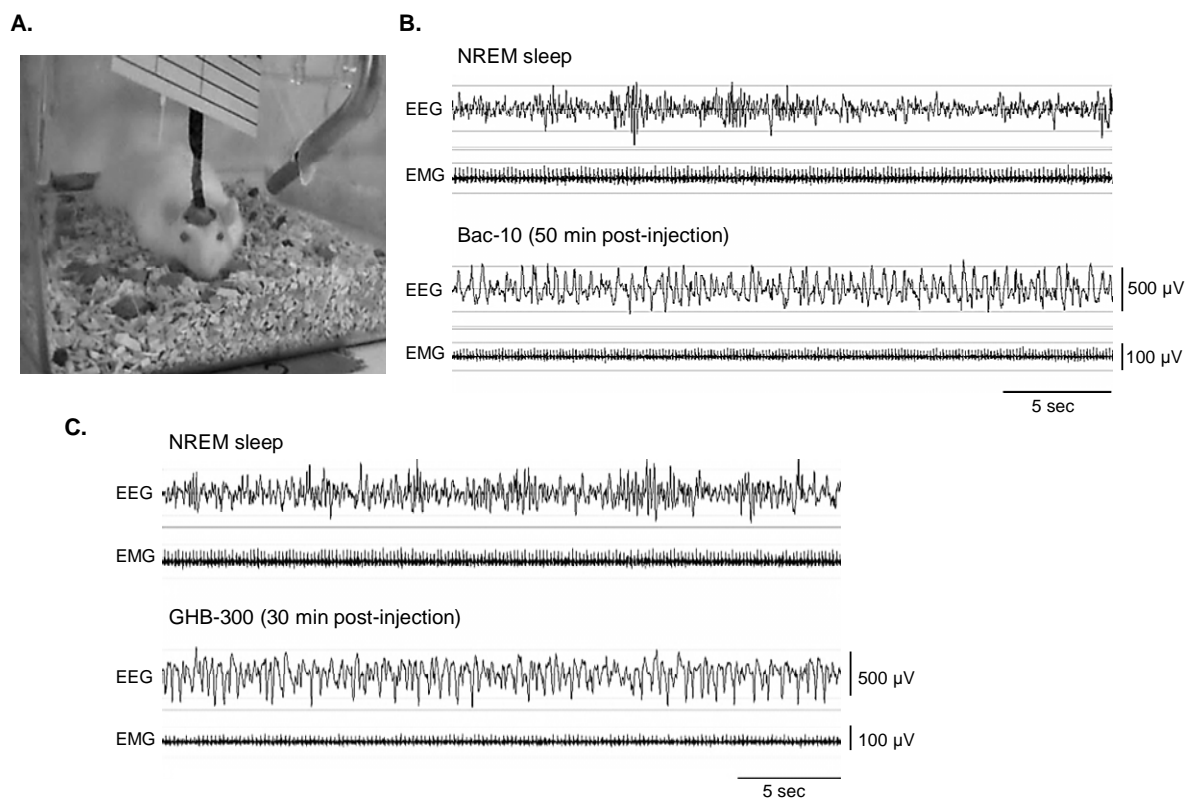 A.
B.
NREM sleep
EEG
EMG
Bac-10 (50 min post-injection)
EEG
500 µV
EMG
100 µV
5 sec
C.
NREM sleep
EEG
EMG
GHB-300 (30 min post-injection)
EEG
500 µV
EMG
100 µV
5 sec